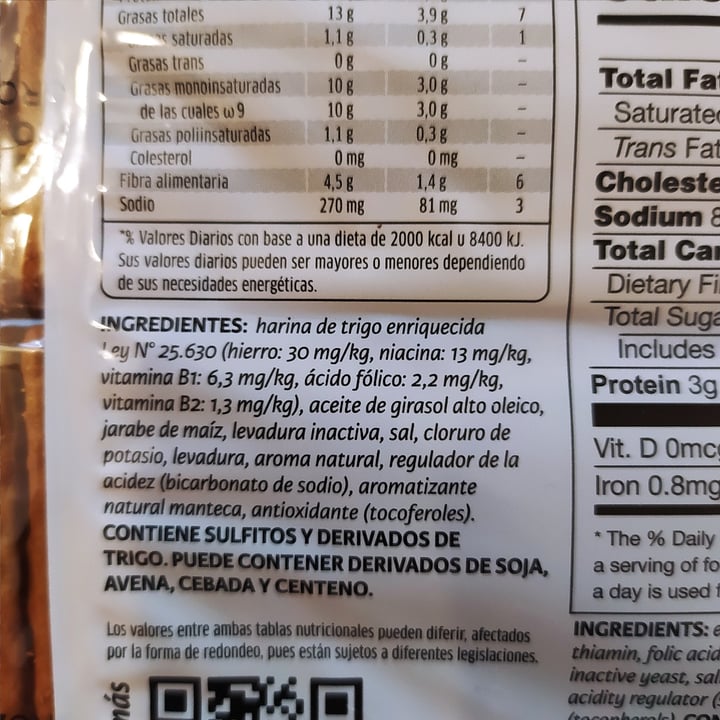 Grasas totales 13 g 3,9 g 7
saturadas 1,1 g 0,3 g 1
Grasas trans 0 g 0 g -
Grasas monoinsaturadas 10 g 3,0 g -
de las cuales ω9 10 g 3,0 g -
Grasas poliinsaturadas 1,1 g 0,3 g -
Colesterol 0 mg 0 mg -
Fibra alimentaria 4,5 g 1,4 g 6
Sodio 270 mg 81 mg 3
*% Valores Diarios con base a una dieta de 2000 kcal u 8400 kJ.
Sus valores diarios pueden ser mayores o menores dependiendo
de sus necesidades energéticas.
INGREDIENTES: harina de trigo enriquecida
Ley N° 25.630 (hierro: 30 mg/kg, niacina: 13 mg/kg,
vitamina B1: 6,3 mg/kg, ácido fólico: 2,2 mg/kg,
vitamina B2: 1,3 mg/kg), aceite de girasol alto oleico,
jarabe de maíz, levadura inactiva, sal, cloruro de
potasio, levadura, aroma natural, regulador de la
acidez (bicarbonato de sodio), aromatizante
natural manteca, antioxidante (tocoferoles).
CONTIENE SULFITOS Y DERIVADOS DE
TRIGO. PUEDE CONTENER DERIVADOS DE SOJA,
AVENA, CEBADA Y CENTENO.
Los valores entre ambas tablas nutricionales pueden diferir, afectados
por la forma de redondeo, pues están sujetos a diferentes legislaciones.
más
Total Fat
Saturated
Trans Fat
Choleste
Sodium 8
Total Car
Dietary Fi
Total Suga
Includes
Protein 3g
Vit. D 0mcg
Iron 0.8mg
* The % Daily
a serving of fo
a day is used f
INGREDIENTS: e
thiamin, folic acid
inactive yeast, sal
acidity regulator (